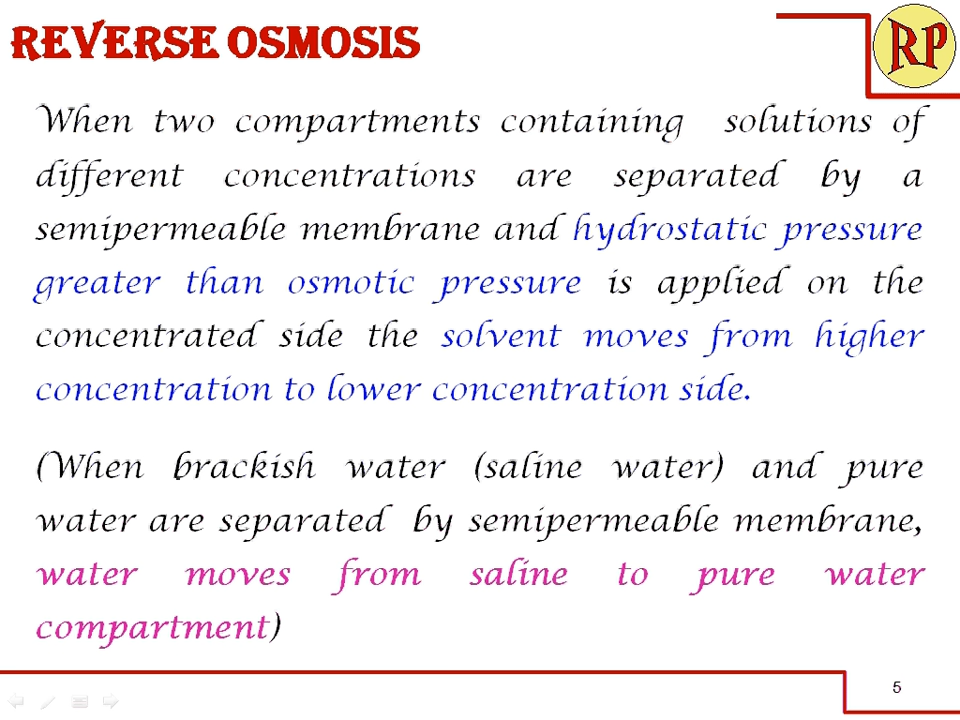 REVERSE OSMOSIS
RP
When two compartments containing solutions of
different concentrations are separated by a
semipermeable membrane and hydrostatic pressure
greater than osmotic pressure is applied on the
concentrated side the solvent moves from higher
concentration to lower concentration side.
(When brackish water (saline water) and pure
water are separated by semipermeable membrane,
water moves from saline to pure water
compartment)
5